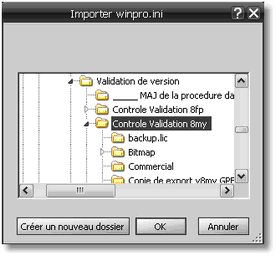 Importer winpro.ini
Validation de version
_____ MAJ de la procedure da
Controle Validation 8fp
Controle Validation 8my
backup.lic
Bitmap
Commercial
Copie de export v8my GPE
Créer un nouveau dossier
OK
Annuler